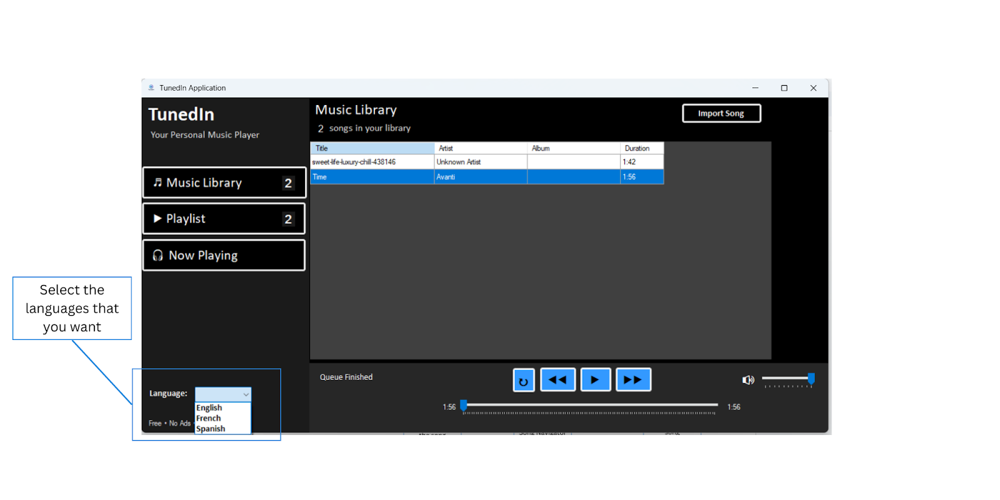 TunedIn Application
TunedIn
Your Personal Music Player
Music Library
2 songs in your library
Import Song
Title Artist Album Duration
sweet-life-luxury-chill-438146 Unknown Artist 1:42
Time Avanti 1:56
Music Library 2
Playlist 2
Now Playing
Select the
languages that
you want
Queue Finished
Language:
English
French
Spanish
Free • No Ads
1:56
1:56